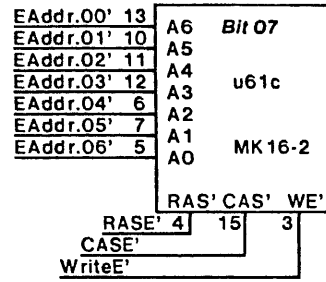 EAddr.00' 13 A6 Bit 07
EAddr.01' 10 A5
EAddr.02' 11 A4 u61c
EAddr.03' 12 A3
EAddr.04' 6 A2
EAddr.05' 7 A1 MK16-2
EAddr.06' 5 A0
RAS' CAS' WE'
RASE' 4 15 3
CASE'
WriteE'